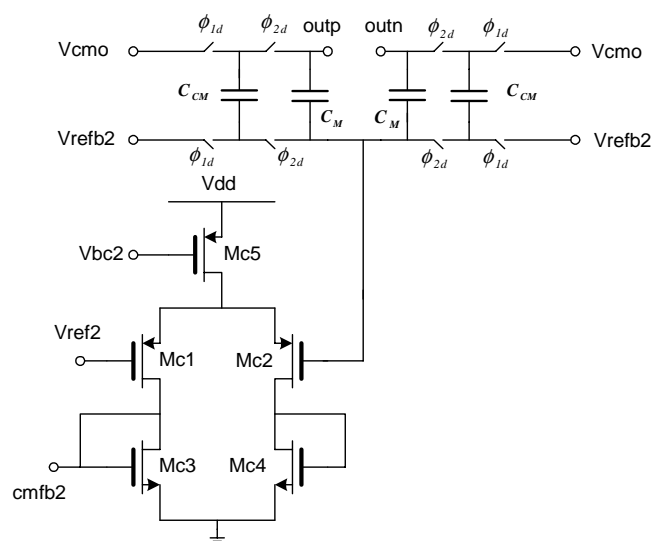 ϕ1d ϕ2d outp outn ϕ2d ϕ1d
Vcmo Vcmo
CCM CM CM CCM
Vrefb2 Vrefb2
ϕ1d ϕ2d ϕ2d ϕ1d
Vdd
Vbc2 Mc5
Vref2
Mc1 Mc2
Mc3 Mc4
cmfb2